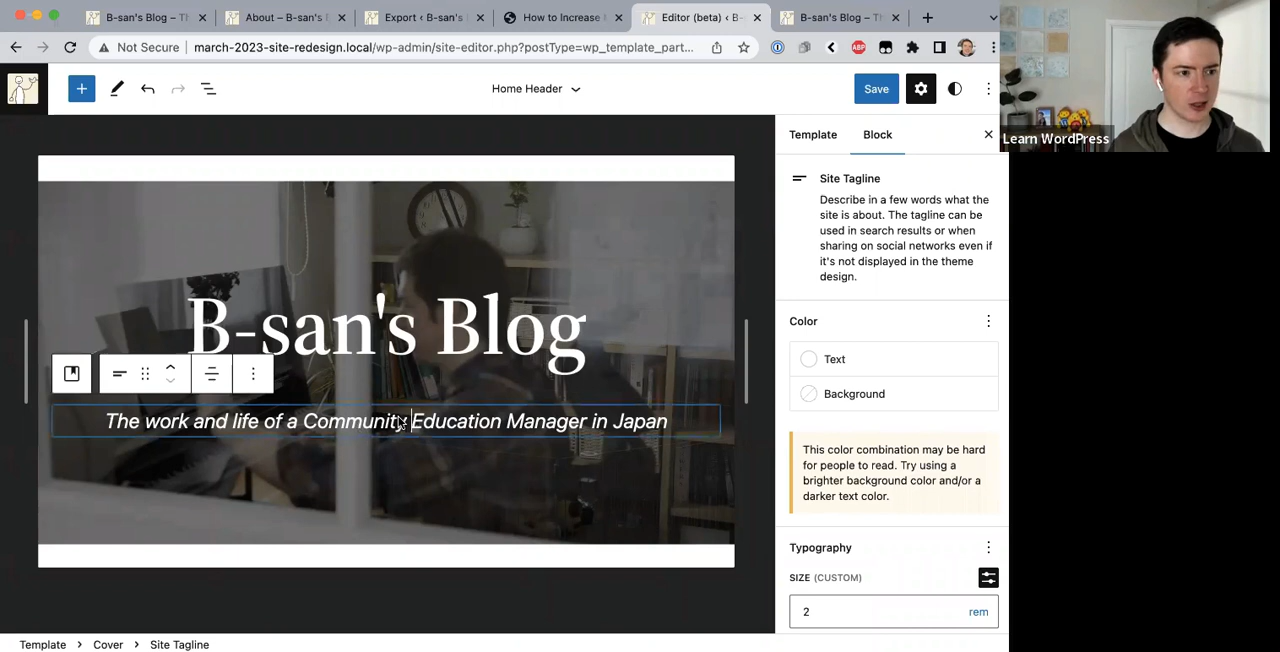 B-san's Blog – Th
About – B-san's B
Export ‹ B-san's
How to Increase
Editor (beta) ‹ B-
B-san's Blog – Th
Not Secure
march-2023-site-redesign.local/wp-admin/site-editor.php?postType=wp_template_part...
ABP
Home Header
Save
Learn WordPress
Template
Block
Site Tagline
Describe in a few words what the
site is about. The tagline can be
used in search results or when
sharing on social networks even if
it's not displayed in the theme
design.
Color
Text
Background
This color combination may be hard
for people to read. Try using a
brighter background color and/or a
darker text color.
Typography
SIZE (CUSTOM)
2
rem
B-san's Blog
The work and life of a Community Education Manager in Japan
Template
Cover
Site Tagline